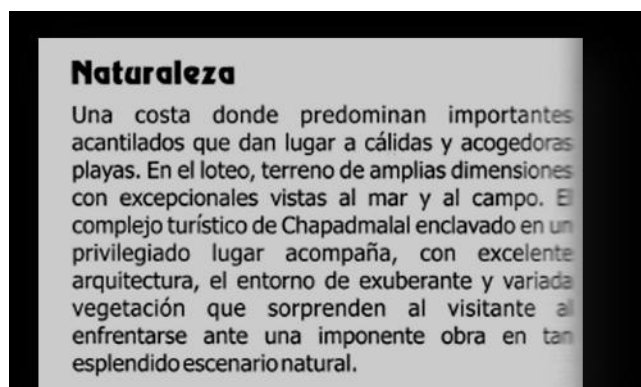 Naturaleza
Una costa donde predominan importantes
acantilados que dan lugar a cálidas y acogedoras
playas. En el loteo, terreno de amplias dimensiones
con excepcionales vistas al mar y al campo. El
complejo turístico de Chapadmalal enclavado en un
privilegiado lugar acompaña, con excelente
arquitectura, el entorno de exuberante y variada
vegetación que sorprenden al visitante al
enfrentarse ante una imponente obra en tan
esplendido escenario natural.